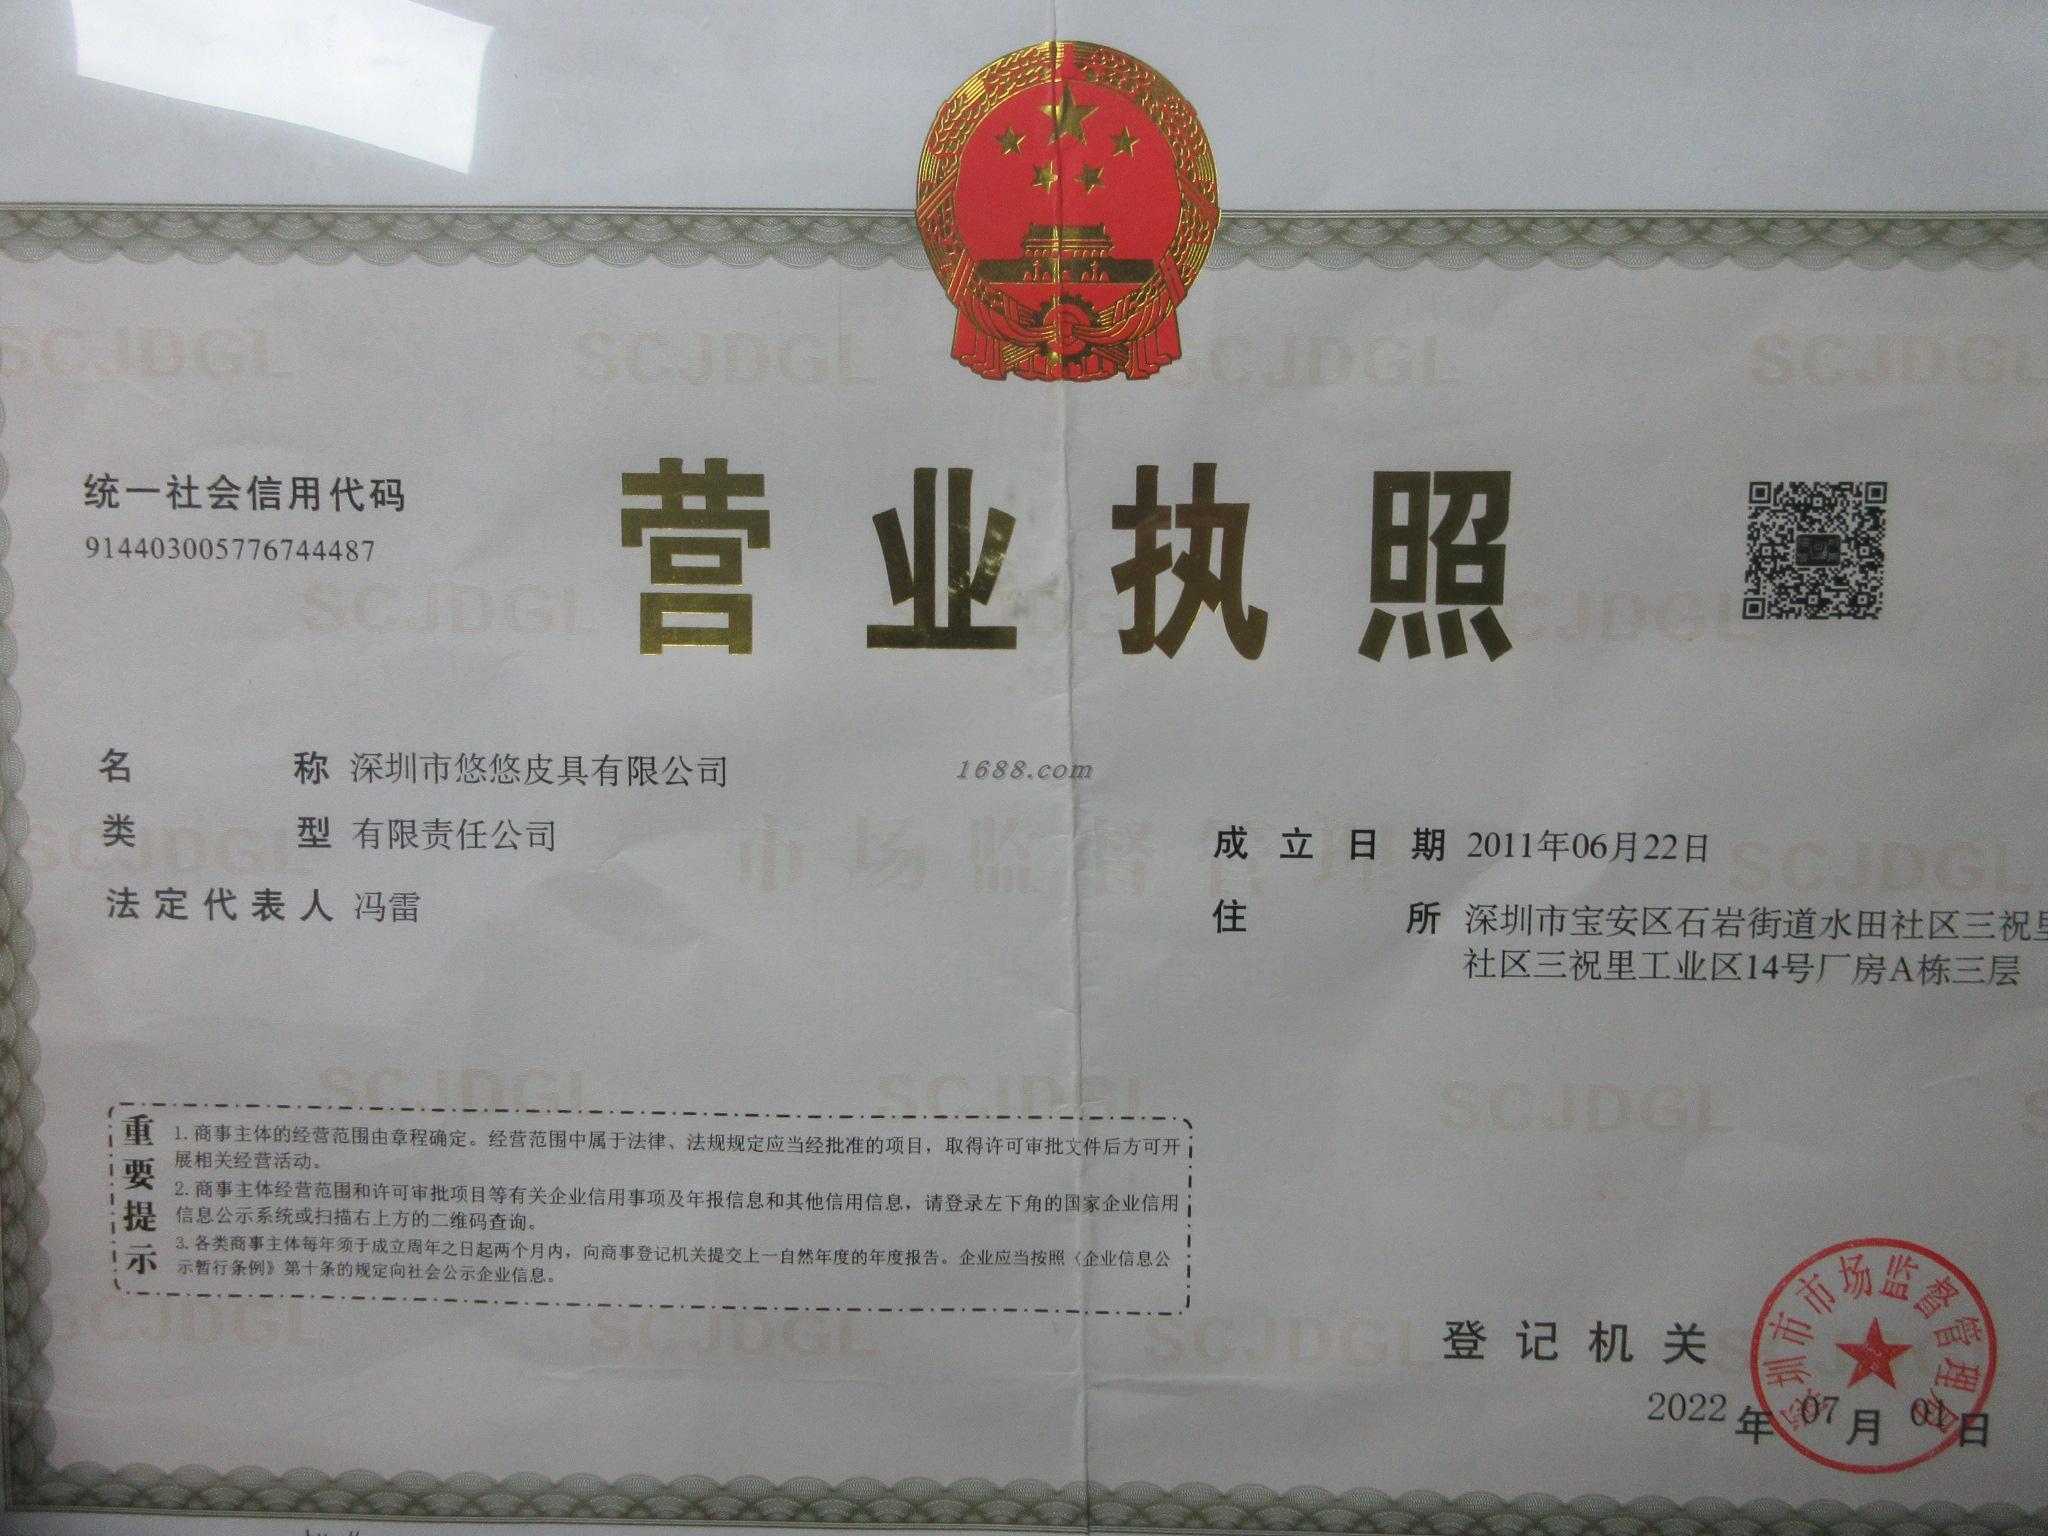 SCJDGL SCJDGL SCJDGL SCJDGL
统一社会信用代码
914403005776744487
营业执照
SCJDGL
名称 深圳市悠悠皮具有限公司
1688.com
类型 有限责任公司
市场监督管理
成立日期 2011年06月22日
法定代表人 冯雷
住所 深圳市宝安区石岩街道水田社区三祝里
社区三祝里工业区14号厂房A栋三层
SCJDGL SCJDGL SCJDGL
重要提示
1. 商事主体的经营范围由章程确定。经营范围中属于法律、法规规定应当经批准的项目，取得许可审批文件后方可开
展相关经营活动。
2. 商事主体经营范围和许可审批项目等有关企业信用事项及年报信息和其他信用信息，请登录左下角的国家企业信用
信息公示系统或扫描右上方的二维码查询。
3. 各类商事主体每年须于成立周年之日起两个月内，向商事登记机关提交上一自然年度的年度报告。企业应当按照《企业信息公
示暂行条例》第十条的规定向社会公示企业信息。
SCJDGL SCJDGL SCJDGL
登记机关
深圳市市场监督管理局
2022年07月01日